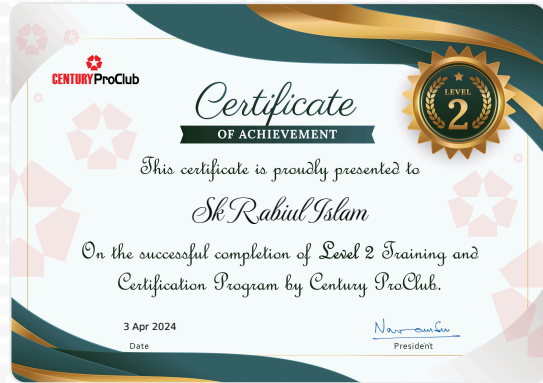 CENTURY ProClub
Certificate
OF ACHIEVEMENT
LEVEL
2
This certificate is proudly presented to
Sk Rabiul Islam
On the successful completion of Level 2 Training and
Certification Program by Century ProClub.
3 Apr 2024
Date
President